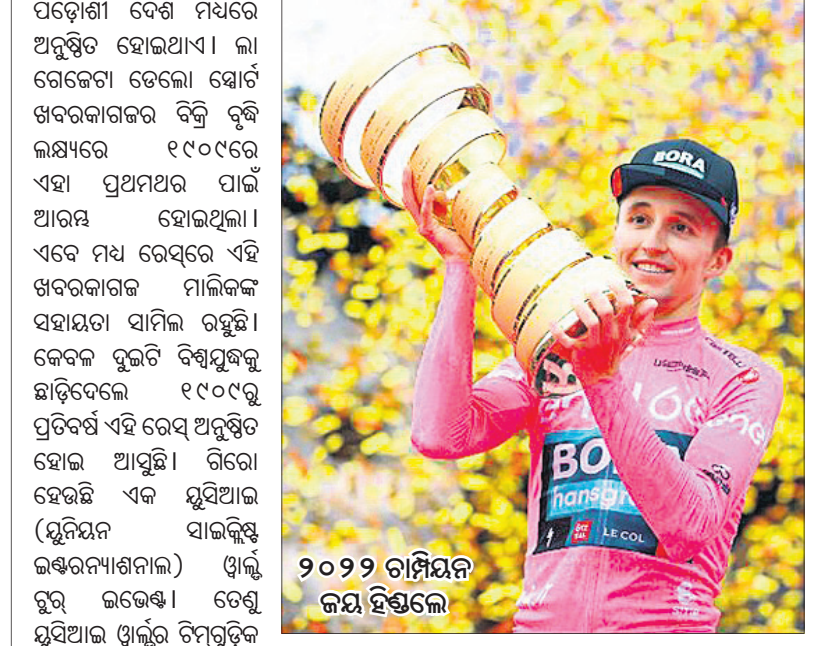 ପଡ଼ୋଶୀ ଦେଶ ମଧ୍ୟରେ
ଅନୁଷ୍ଠିତ ହୋଇଥାଏ। ଲା
ଗେଜେଟା ଡେଲୋ ସ୍ପୋର୍ଟ
ଖବରକାଗଜର ବିକ୍ରି ବୃଦ୍ଧି
ଲକ୍ଷ୍ୟରେ ୧୯୦୯ରେ
ଏହା ପ୍ରଥମଥର ପାଇଁ
ଆରମ୍ଭ ହୋଇଥିଲା।
ଏବେ ମଧ୍ୟ ରେସ୍‌ରେ ଏହି
ଖବରକାଗଜ ମାଲିକଙ୍କ
ସହାୟତା ସାମିଲ ରହୁଛି।
କେବଳ ଦୁଇଟି ବିଶ୍ୱଯୁଦ୍ଧକୁ
ଛାଡ଼ିଦେଲେ ୧୯୦୯ରୁ
ପ୍ରତିବର୍ଷ ଏହି ରେସ୍ ଅନୁଷ୍ଠିତ
ହୋଇ ଆସୁଛି। ଗିରୋ
ହେଉଛି ଏକ ୟୁସିଆଇ
(ୟୁନିୟନ ସାଇକ୍ଲିଷ୍ଟ
ଇଣ୍ଟରନ୍ୟାଶନାଲ) ୱାର୍ଲ୍ଡ
ଟୁର୍ ଇଭେଣ୍ଟ। ତେଣୁ
ୟୁସିଆଇ ୱାର୍ଲ୍ଡର ଟିମ୍‌ଗୁଡ଼ିକ
BORA
CASTELLI
BO
hansgr
LE COL
୨୦୨୨ ଚାମ୍ପିୟନ
ଜୟ ହିଣ୍ଡଲେ